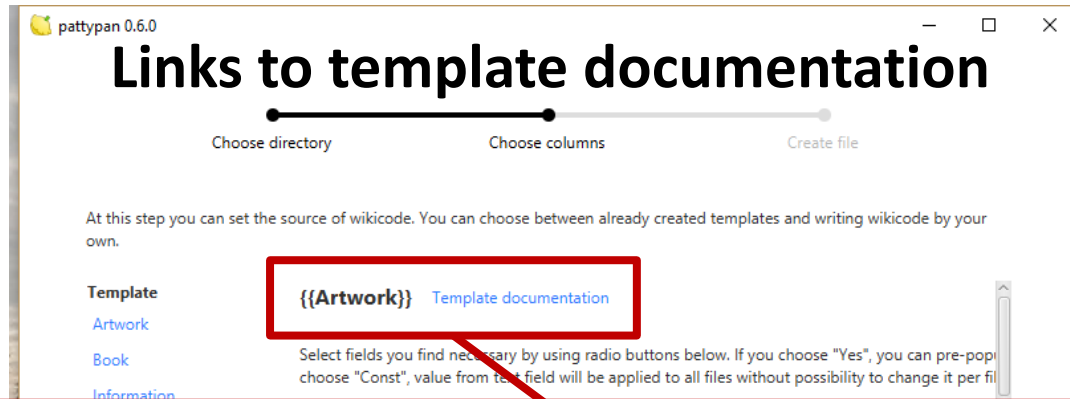 pattypan 0.6.0
Links to template documentation
Choose directory Choose columns Create file
At this step you can set the source of wikicode. You can choose between already created templates and writing wikicode by your
own.
Template
Artwork
Book
Information
{{Artwork}} Template documentation
Select fields you find necessary by using radio buttons below. If you choose "Yes", you can
choose "Const", value from text field will be applied to all files without possibility to change it per